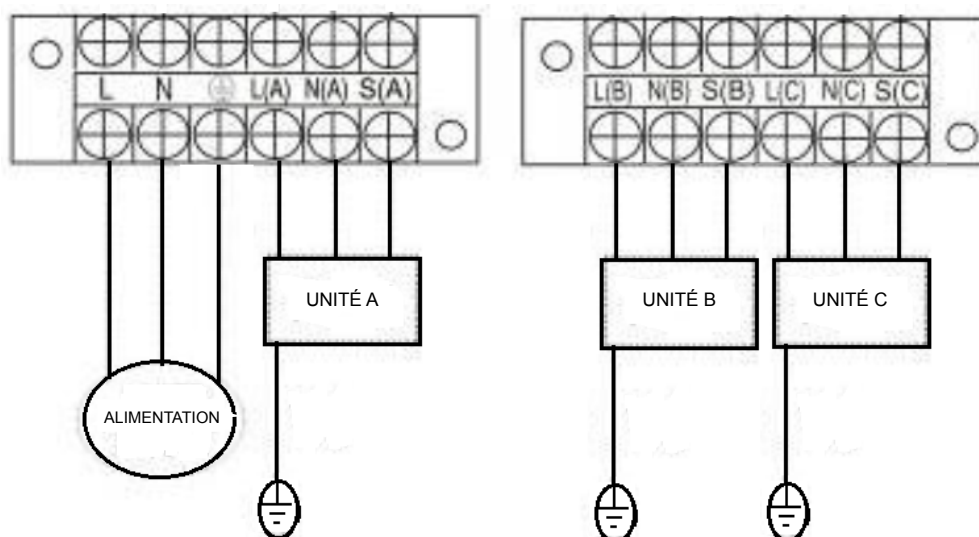 L N L(A) N(A) S(A)
L(B) N(B) S(B) L(C) N(C) S(C)
UNITÉ A
UNITÉ B
UNITÉ C
ALIMENTATION